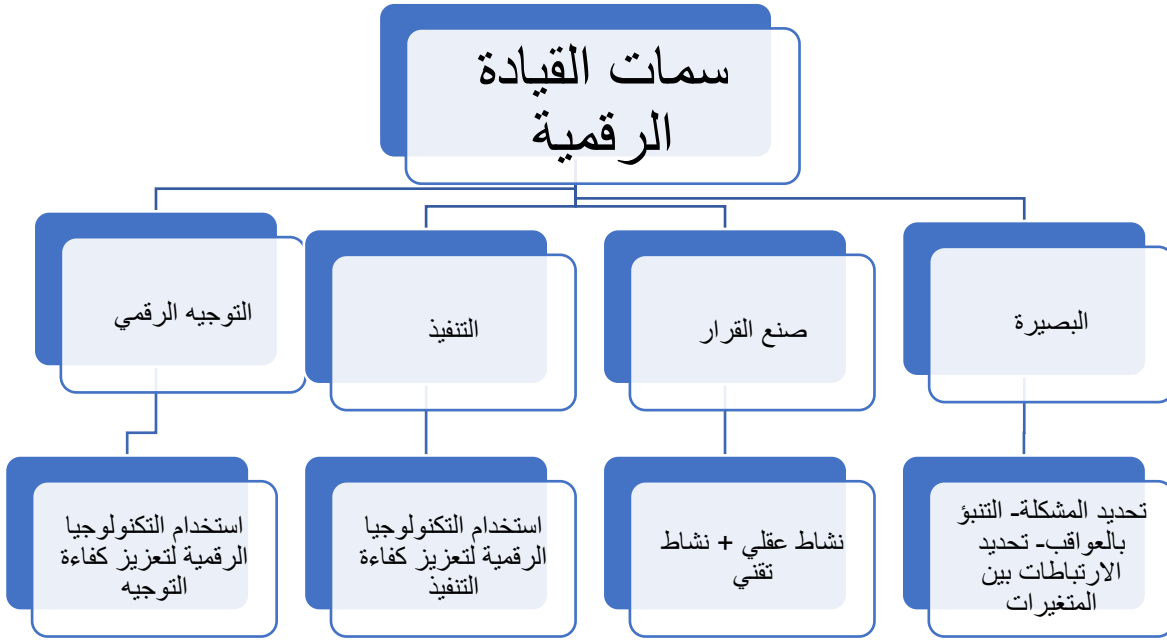 سمات القيادة
الرقمية
البصيرة
صنع القرار
التنفيذ
التوجيه الرقمي
تحديد المشكلة- التنبؤ
بالعواقب- تحديد
الارتباطات بين
المتغيرات
نشاط عقلي + نشاط
تقني
استخدام التكنولوجيا
الرقمية لتعزيز كفاءة
التنفيذ
استخدام التكنولوجيا
الرقمية لتعزيز كفاءة
التوجيه